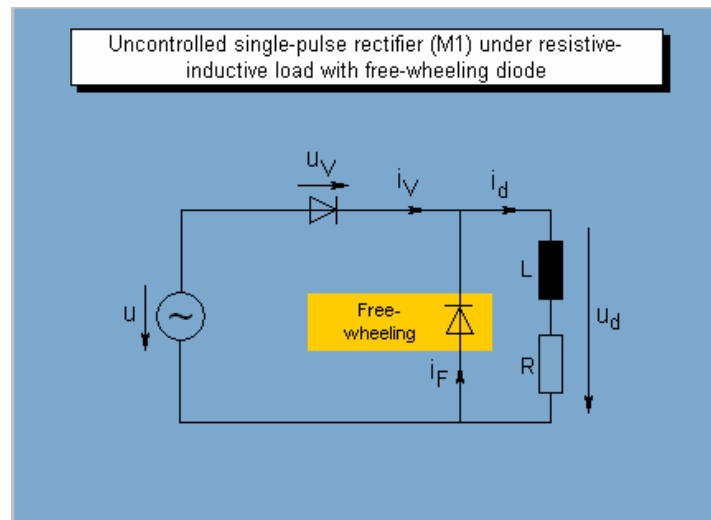 Uncontrolled single-pulse rectifier (M1) under resistive-
inductive load with free-wheeling diode
uV
iV
id
L
u
~
Free-
wheeling
ud
R
iF